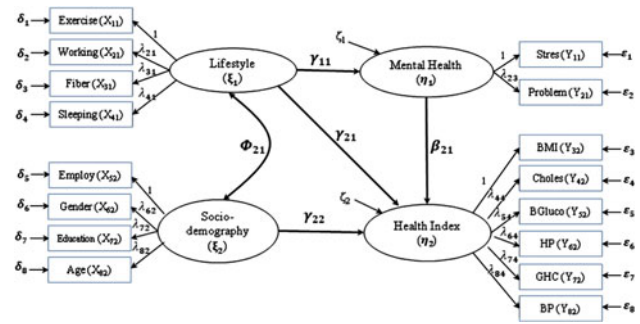 δ₁ Exercise (X₁₁)
δ₂ Working (X₂₁)
δ₃ Fiber (X₃₁)
δ₄ Sleeping (X₄₁)
1
λ₂₁
λ₃₁
λ₄₁
Lifestyle
(ξ₁)
γ₁₁
ζ₁
Mental Health
(η₁)
1
λ₂₃
Stres (Y₁₁) ε₁
Problem (Y₂₁) ε₂
Φ₂₁
γ₂₁
β₂₁
δ₅ Employ (X₅₂)
δ₆ Gender (X₆₂)
δ₇ Education (X₇₂)
δ₈ Age (X₈₂)
1
λ₆₂
λ₇₂
λ₈₂
Socio-
demography
(ξ₂)
γ₂₂
ζ₂
Health Index
(η₂)
1
λ₄₄
λ₅₄
λ₆₄
λ₇₄
λ₈₄
BMI (Y₃₂) ε₃
Choles (Y₄₂) ε₄
BGluco (Y₅₂) ε₅
HP (Y₆₂) ε₆
GHC (Y₇₂) ε₇
BP (Y₈₂) ε₈